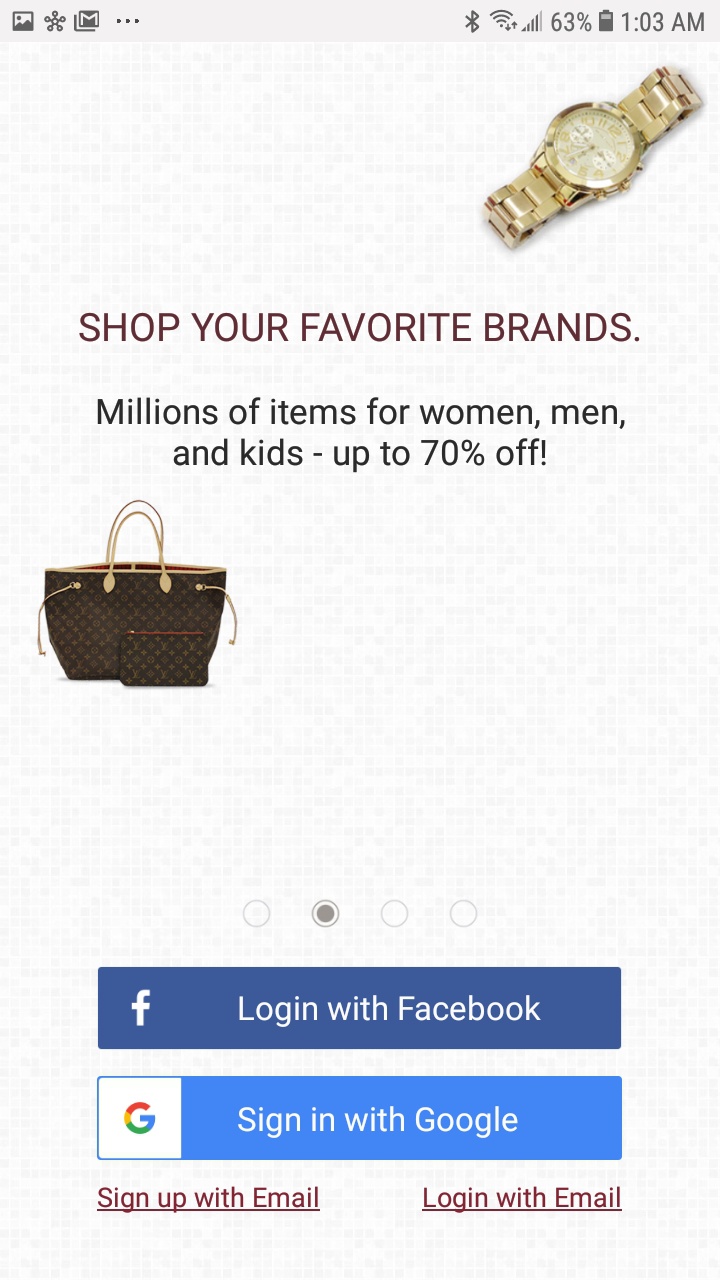 63% 1:03 AM
SHOP YOUR FAVORITE BRANDS.
Millions of items for women, men,
and kids - up to 70% off!
Login with Facebook
Sign in with Google
Sign up with Email Login with Email